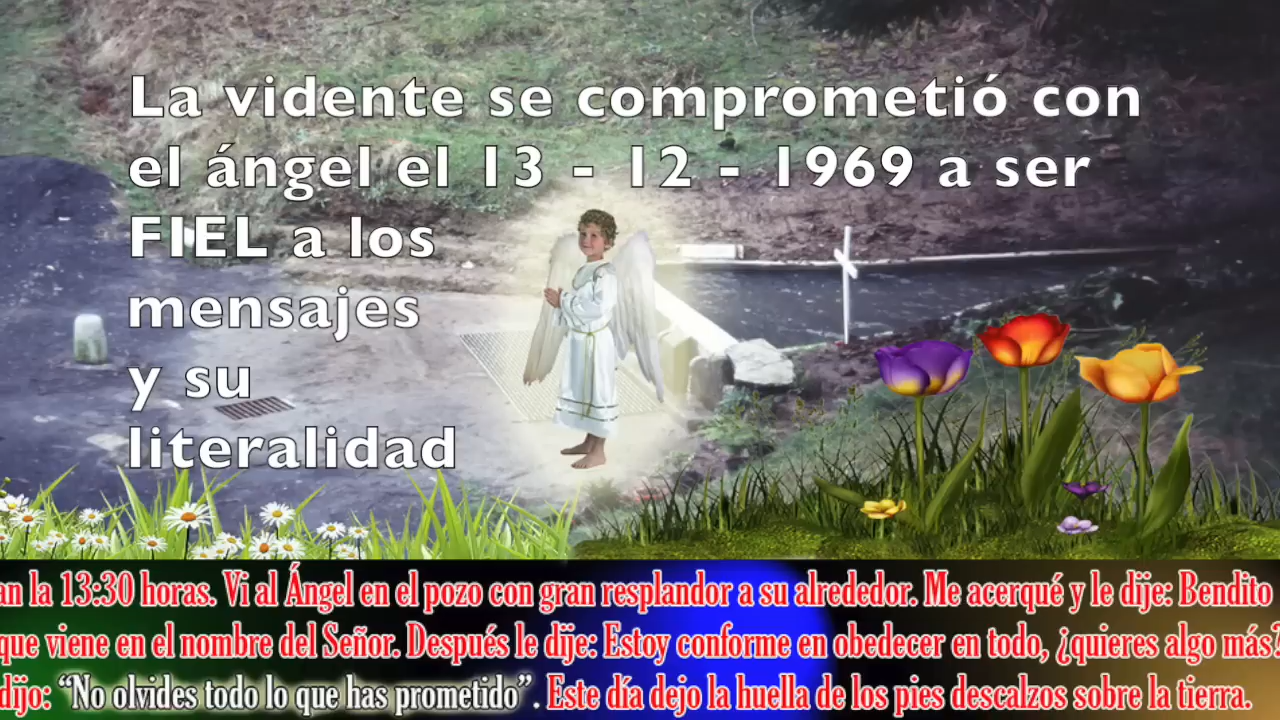 La vidente se comprometió con
el ángel el 13 - 12 - 1969 a ser
FIEL a los
mensajes
y su
literalidad
an la 13:30 horas. Vi al Ángel en el pozo con gran resplandor a su alrededor. Me acerqué y le dije: Bendito
que viene en el nombre del Señor. Después le dije: Estoy conforme en obedecer en todo, ¿quieres algo más?
dijo: “No olvides todo lo que has prometido”. Este día dejo la huella de los pies descalzos sobre la tierra.